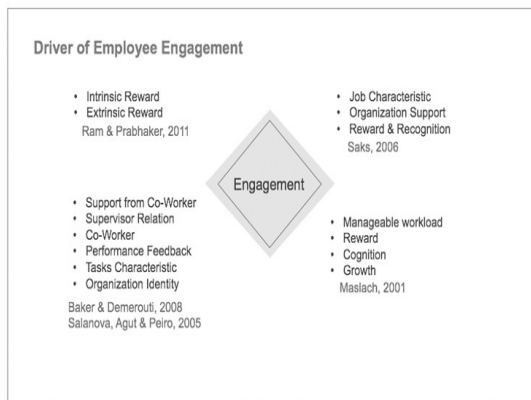 Driver of Employee Engagement
• Intrinsic Reward
• Extrinsic Reward
Ram & Prabhaker, 2011
• Job Characteristic
• Organization Support
• Reward & Recognition
Saks, 2006
Engagement
• Support from Co-Worker
• Supervisor Relation
• Co-Worker
• Performance Feedback
• Tasks Characteristic
• Organization Identity
Baker & Demerouti, 2008
Salanova, Agut & Peiro, 2005
• Manageable workload
• Reward
• Cognition
• Growth
Maslach, 2001